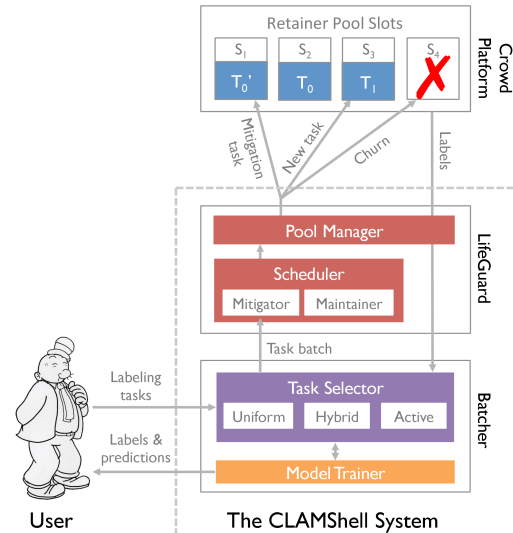 Retainer Pool Slots
S1
S2
S3
S4
T0'
T0
T1
Crowd
Platform
Mitigation
task
New task
Churn
Labels
Pool Manager
Scheduler
Mitigator
Maintainer
LifeGuard
Task batch
Task Selector
Uniform
Hybrid
Active
Batcher
Labeling
tasks
Labels &
predictions
Model Trainer
User
The CLAMShell System